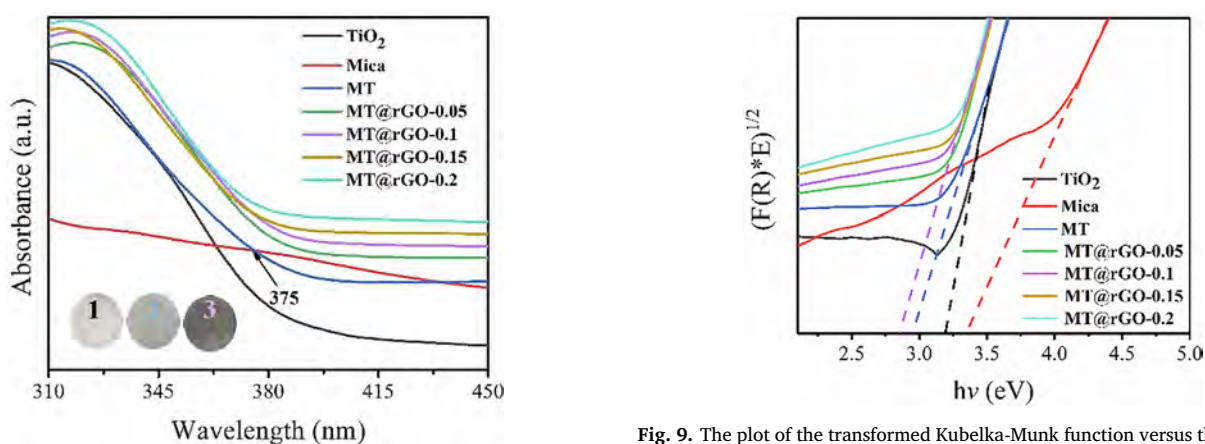 Absorbance (a.u.)
TiO2
Mica
MT
MT@rGO-0.05
MT@rGO-0.1
MT@rGO-0.15
MT@rGO-0.2
375
1
2
3
310 345 380 415 450
Wavelength (nm)
(F(R)*E)^1/2
TiO2
Mica
MT
MT@rGO-0.05
MT@rGO-0.1
MT@rGO-0.15
MT@rGO-0.2
2.5 3.0 3.5 4.0 4.5 5.0
hν (eV)
Fig. 9. The plot of the transformed Kubelka-Munk function versus